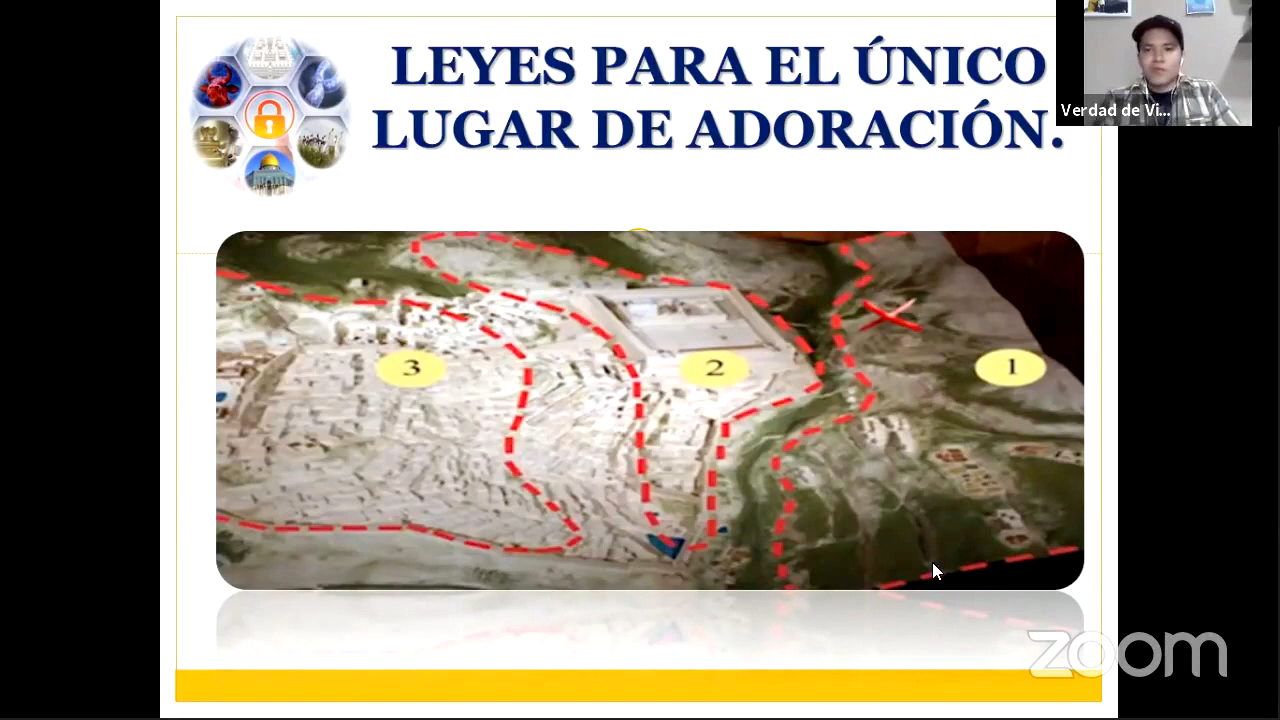 LEYES PARA EL ÚNICO
LUGAR DE ADORACIÓN.
Verdad de Vi...
3
2
1
zoom